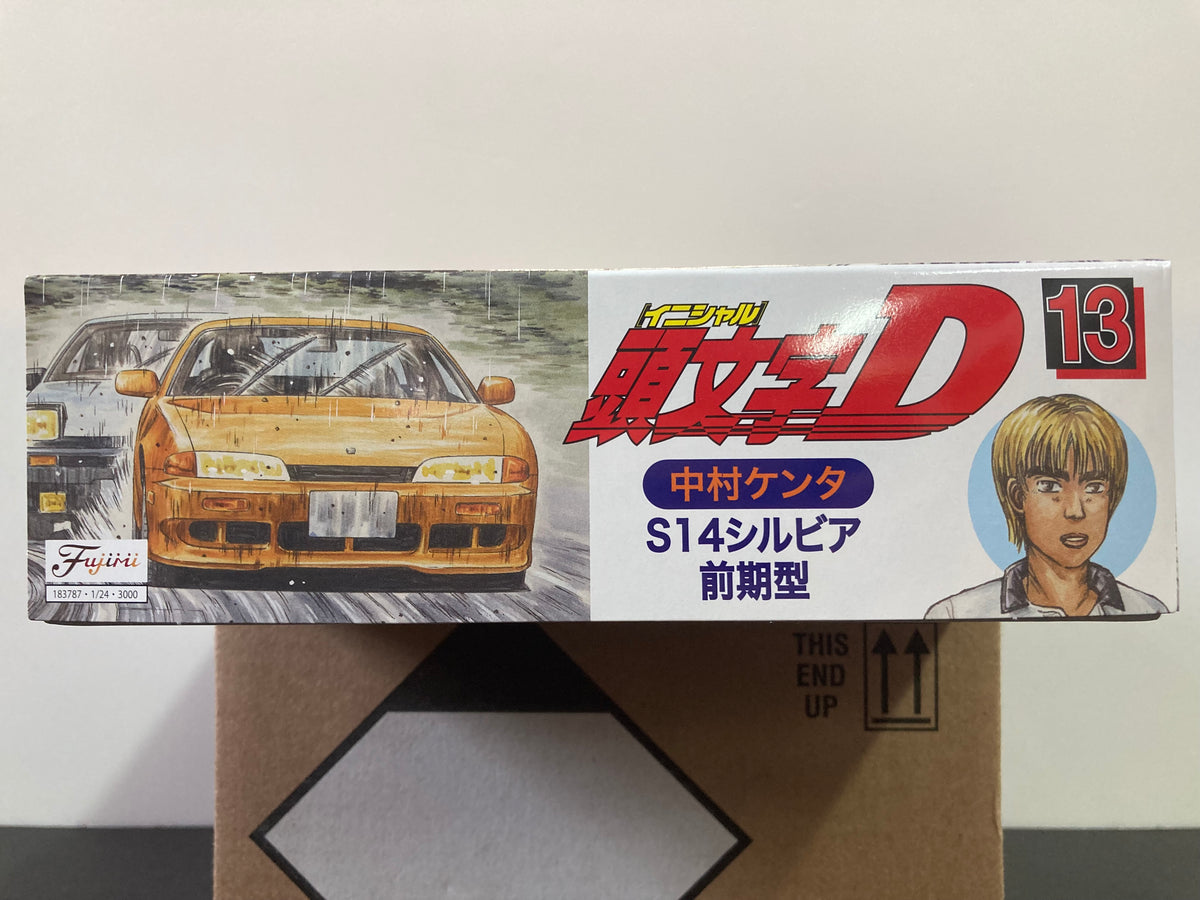 [イニシャル]
頭文字D
13
中村ケンタ
S14シルビア
前期型
Fujimi
183787・1/24・3000
THIS
END
UP